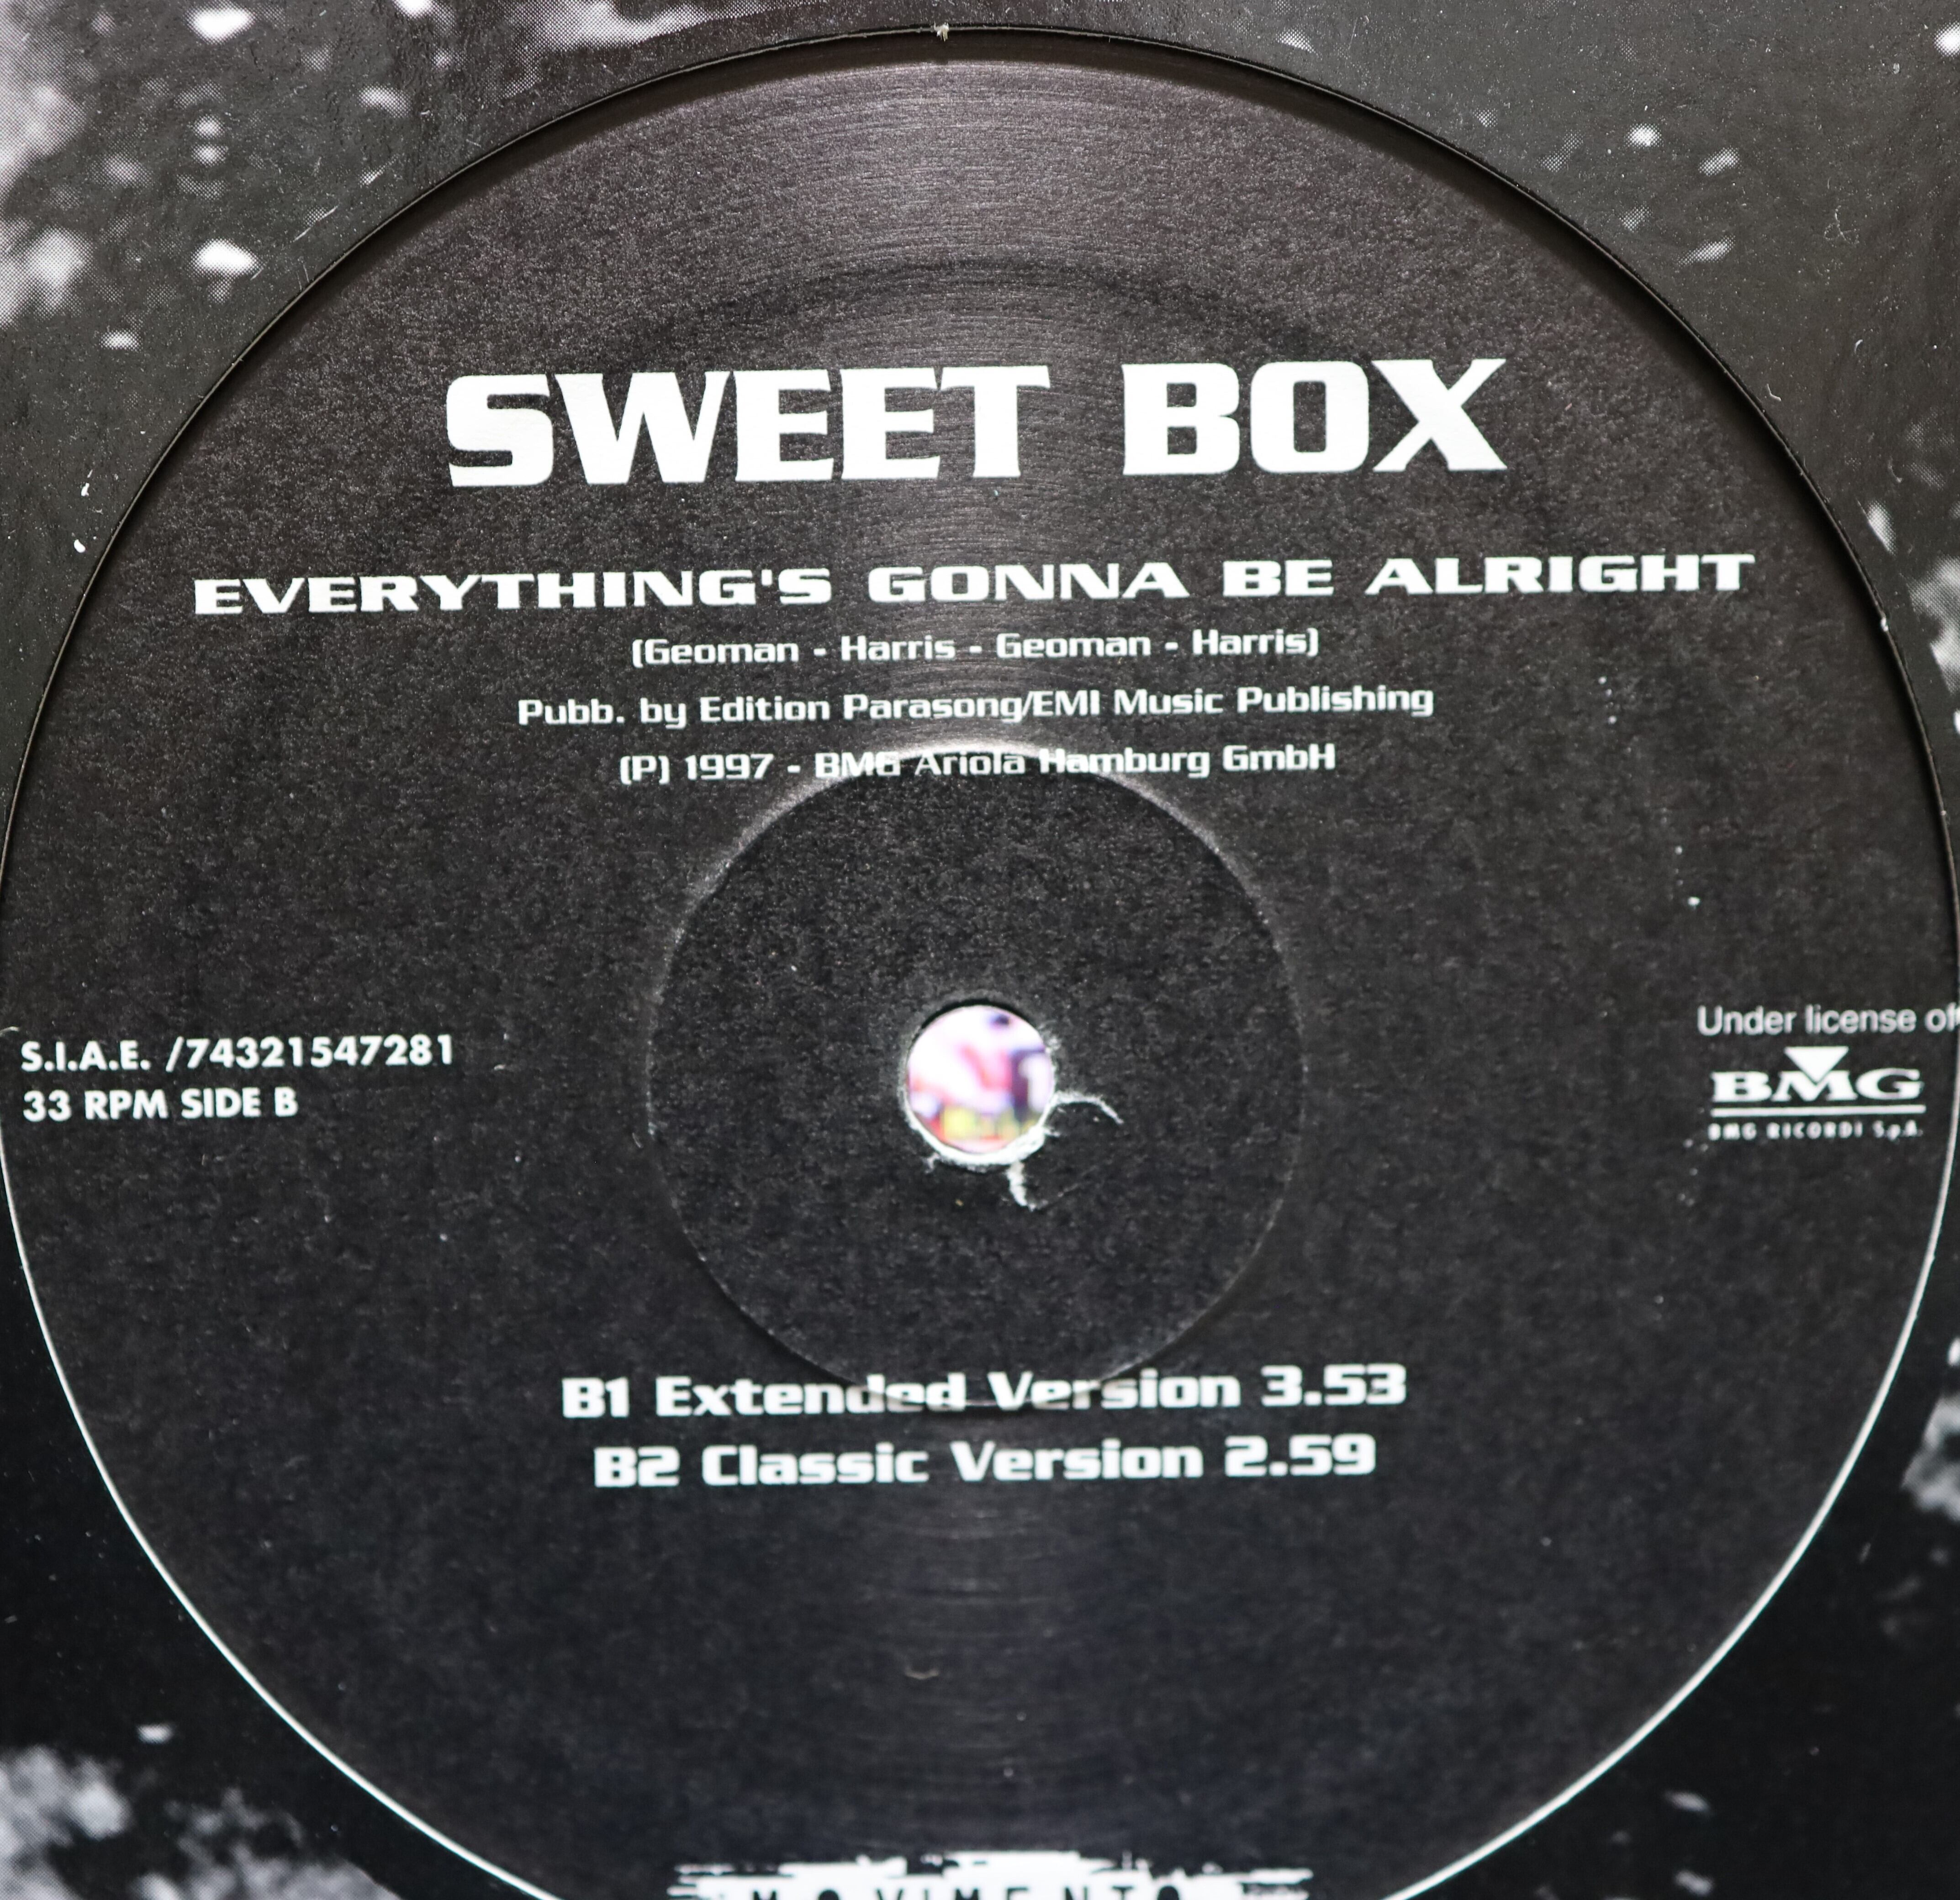 SWEET BOX
EVERYTHING'S GONNA BE ALRIGHT
(Geoman - Harris - Geoman - Harris)
Pubb. by Edition Parasong/EMI Music Publishing
(P) 1997 - BMG Ariola Hamburg GmbH
S.I.A.E. /74321547281
33 RPM SIDE B
Under license of
BMG
BMG RICORDI S.p.A.
B1 Extended Version 3.53
B2 Classic Version 2.59
MOVIMENTO